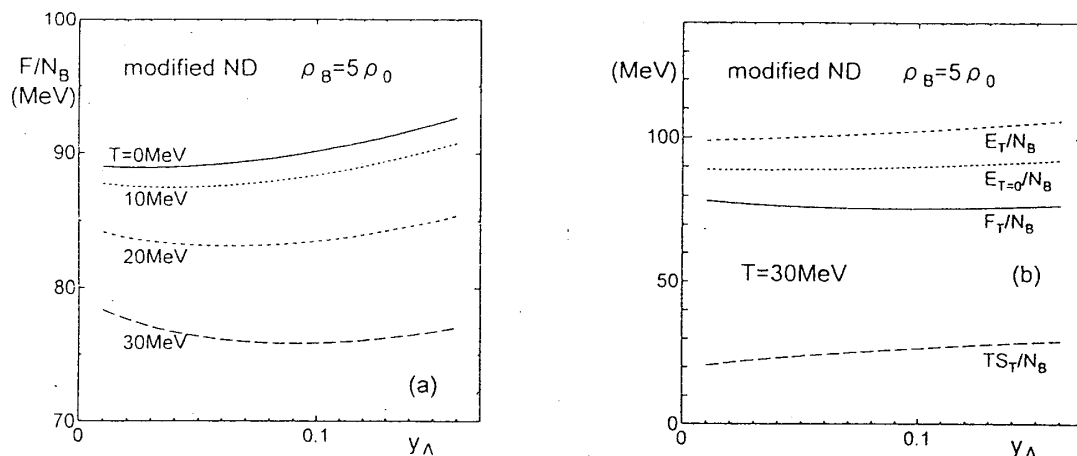 100
F/N_B
(MeV)
modified ND ρ_B=5ρ_0
90
T=0MeV
10MeV
20MeV
80
30MeV
(a)
70
0
0.1
y_Λ
(MeV)
modified ND ρ_B=5ρ_0
100
E_T/N_B
E_T=0/N_B
F_T/N_B
50
T=30MeV
(b)
TS_T/N_B
0
0
0.1
y_Λ